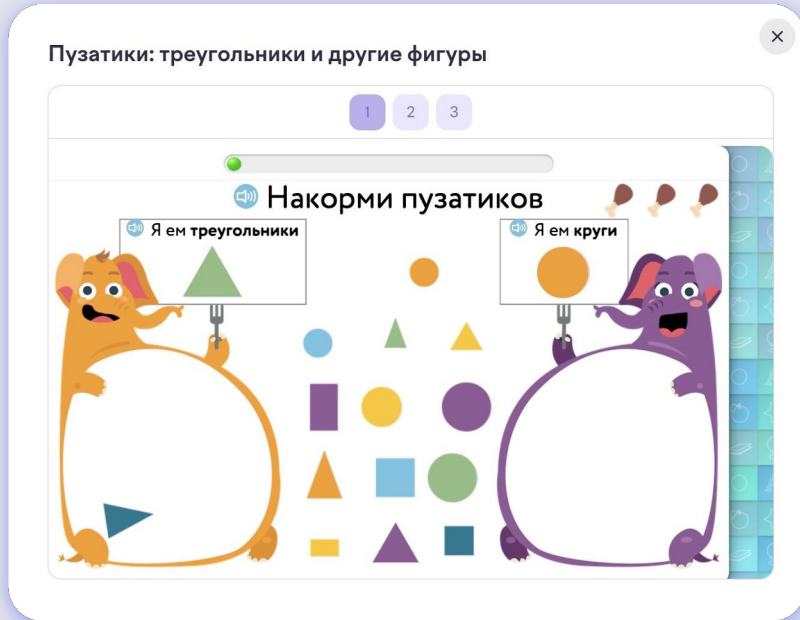 Пузатики: треугольники и другие фигуры
1 2 3
Накорми пузатиков
Я ем треугольники
Я ем круги